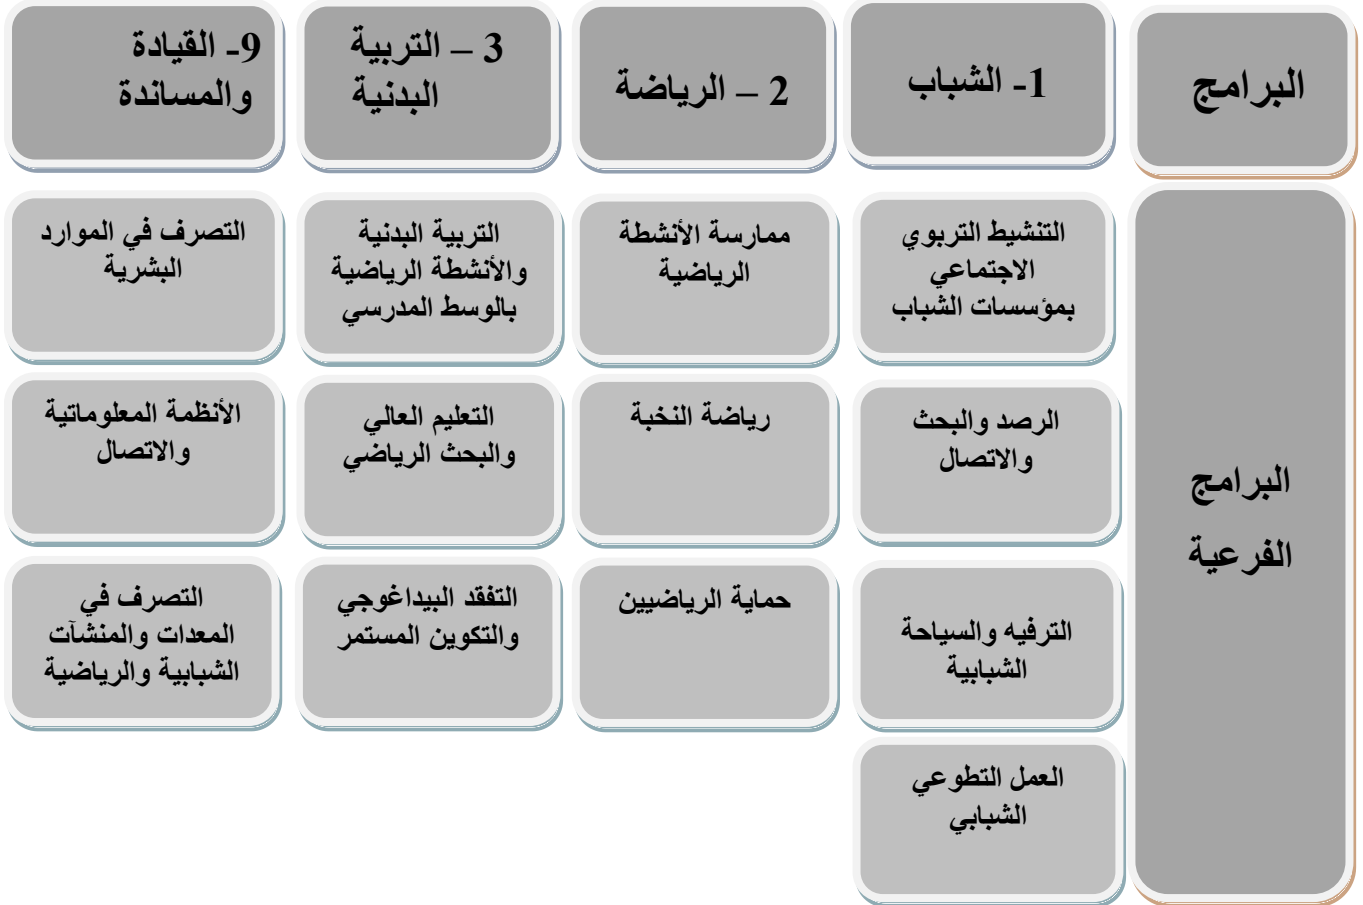 البرامج
1- الشباب
2 – الرياضة
3 – التربية
البدنية
9- القيادة
والمساندة
البرامج
الفرعية
التنشيط التربوي
الاجتماعي
بمؤسسات الشباب
ممارسة الأنشطة
الرياضية
التربية البدنية
والأنشطة الرياضية
بالوسط المدرسي
التصرف في الموارد
البشرية
الرصد والبحث
والاتصال
رياضة النخبة
التعليم العالي
والبحث الرياضي
الأنظمة المعلوماتية
والاتصال
الترفيه والسياحة
الشبابية
حماية الرياضيين
التفقد البيداغوجي
والتكوين المستمر
التصرف في
المعدات والمنشآت
الشبابية والرياضية
العمل التطوعي
الشبابي